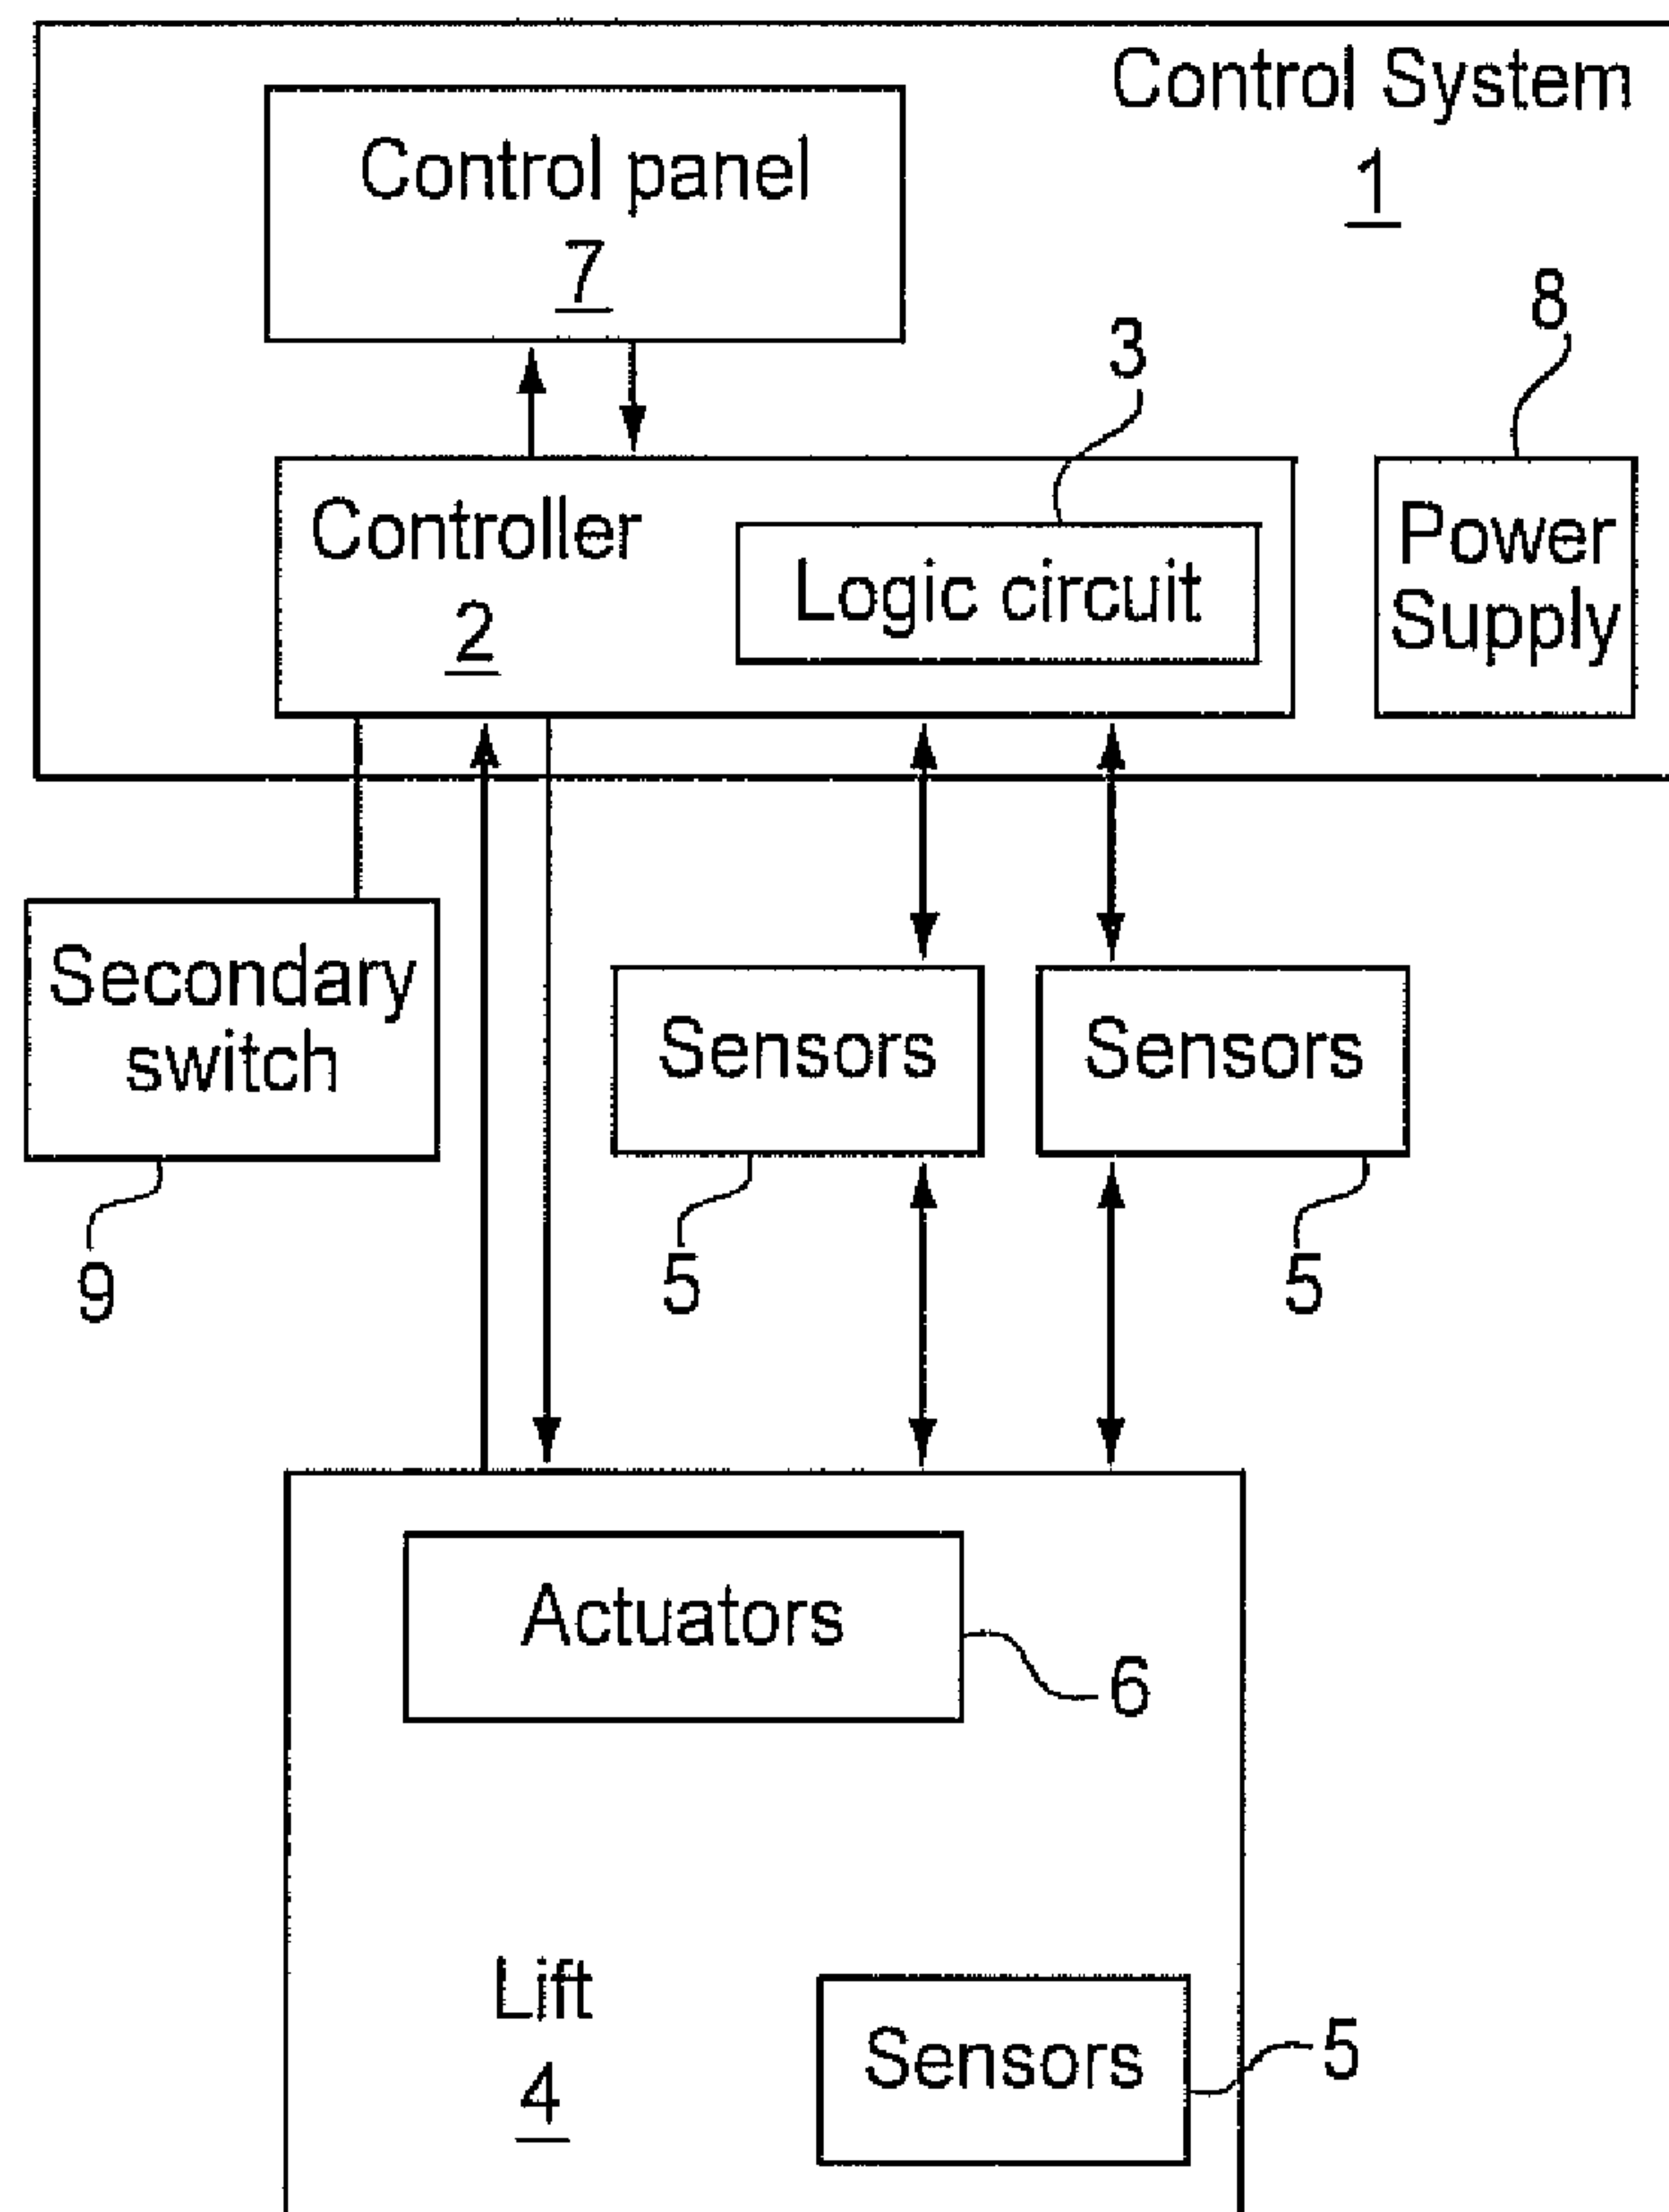 Control System
1
Control panel
7
3
8
Controller
2
Logic circuit
Power
Supply
Secondary
switch
9
Sensors
5
Sensors
5
Actuators
6
Lift
4
Sensors
5